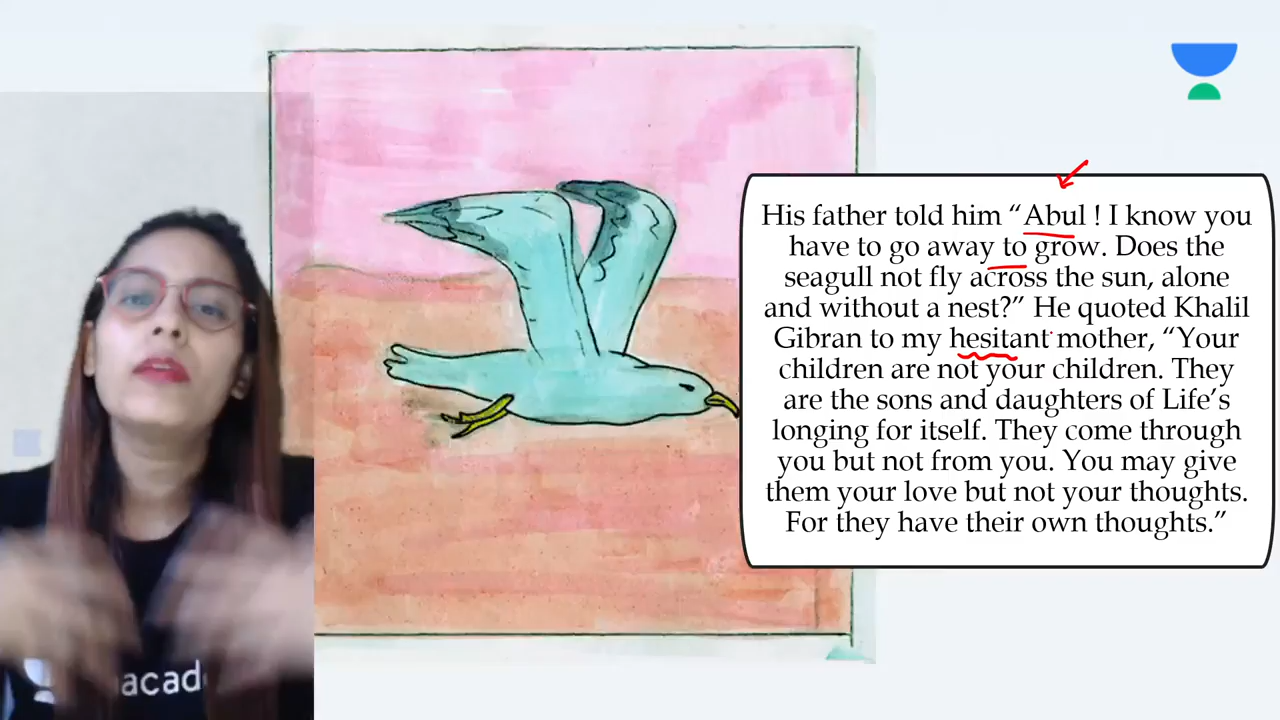 His father told him “Abul ! I know you
have to go away to grow. Does the
seagull not fly across the sun, alone
and without a nest?” He quoted Khalil
Gibran to my hesitant mother, “Your
children are not your children. They
are the sons and daughters of Life’s
longing for itself. They come through
you but not from you. You may give
them your love but not your thoughts.
For they have their own thoughts.”
acad